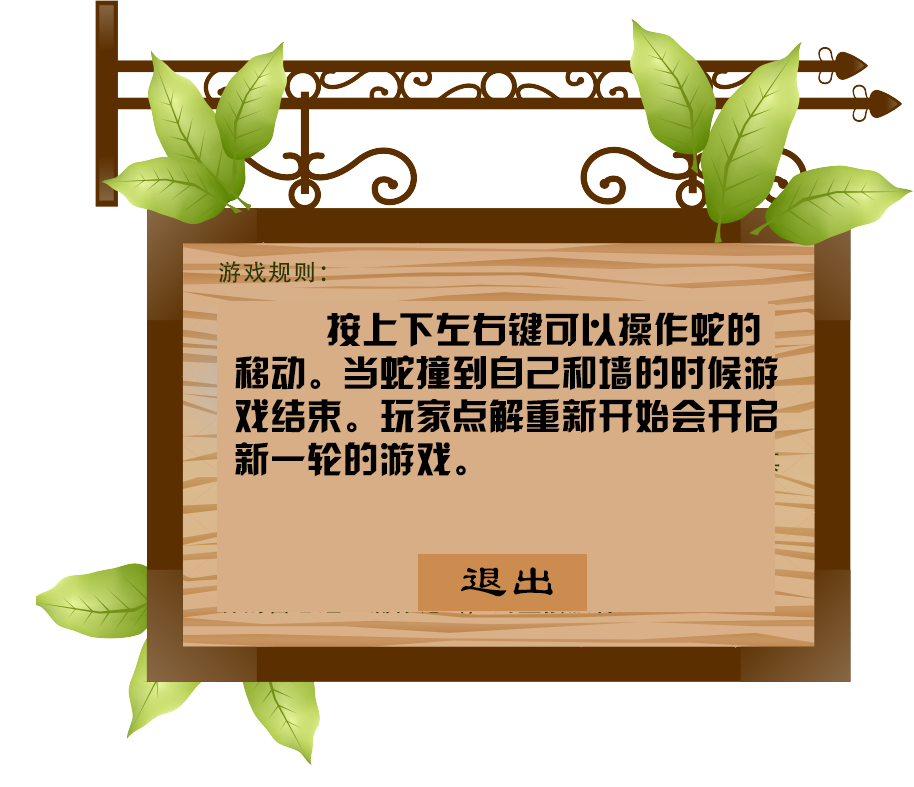 游戏规则：
按上下左右键可以操作蛇的
移动。当蛇撞到自己和墙的时候游
戏结束。玩家点解重新开始会开启
新一轮的游戏。
退出